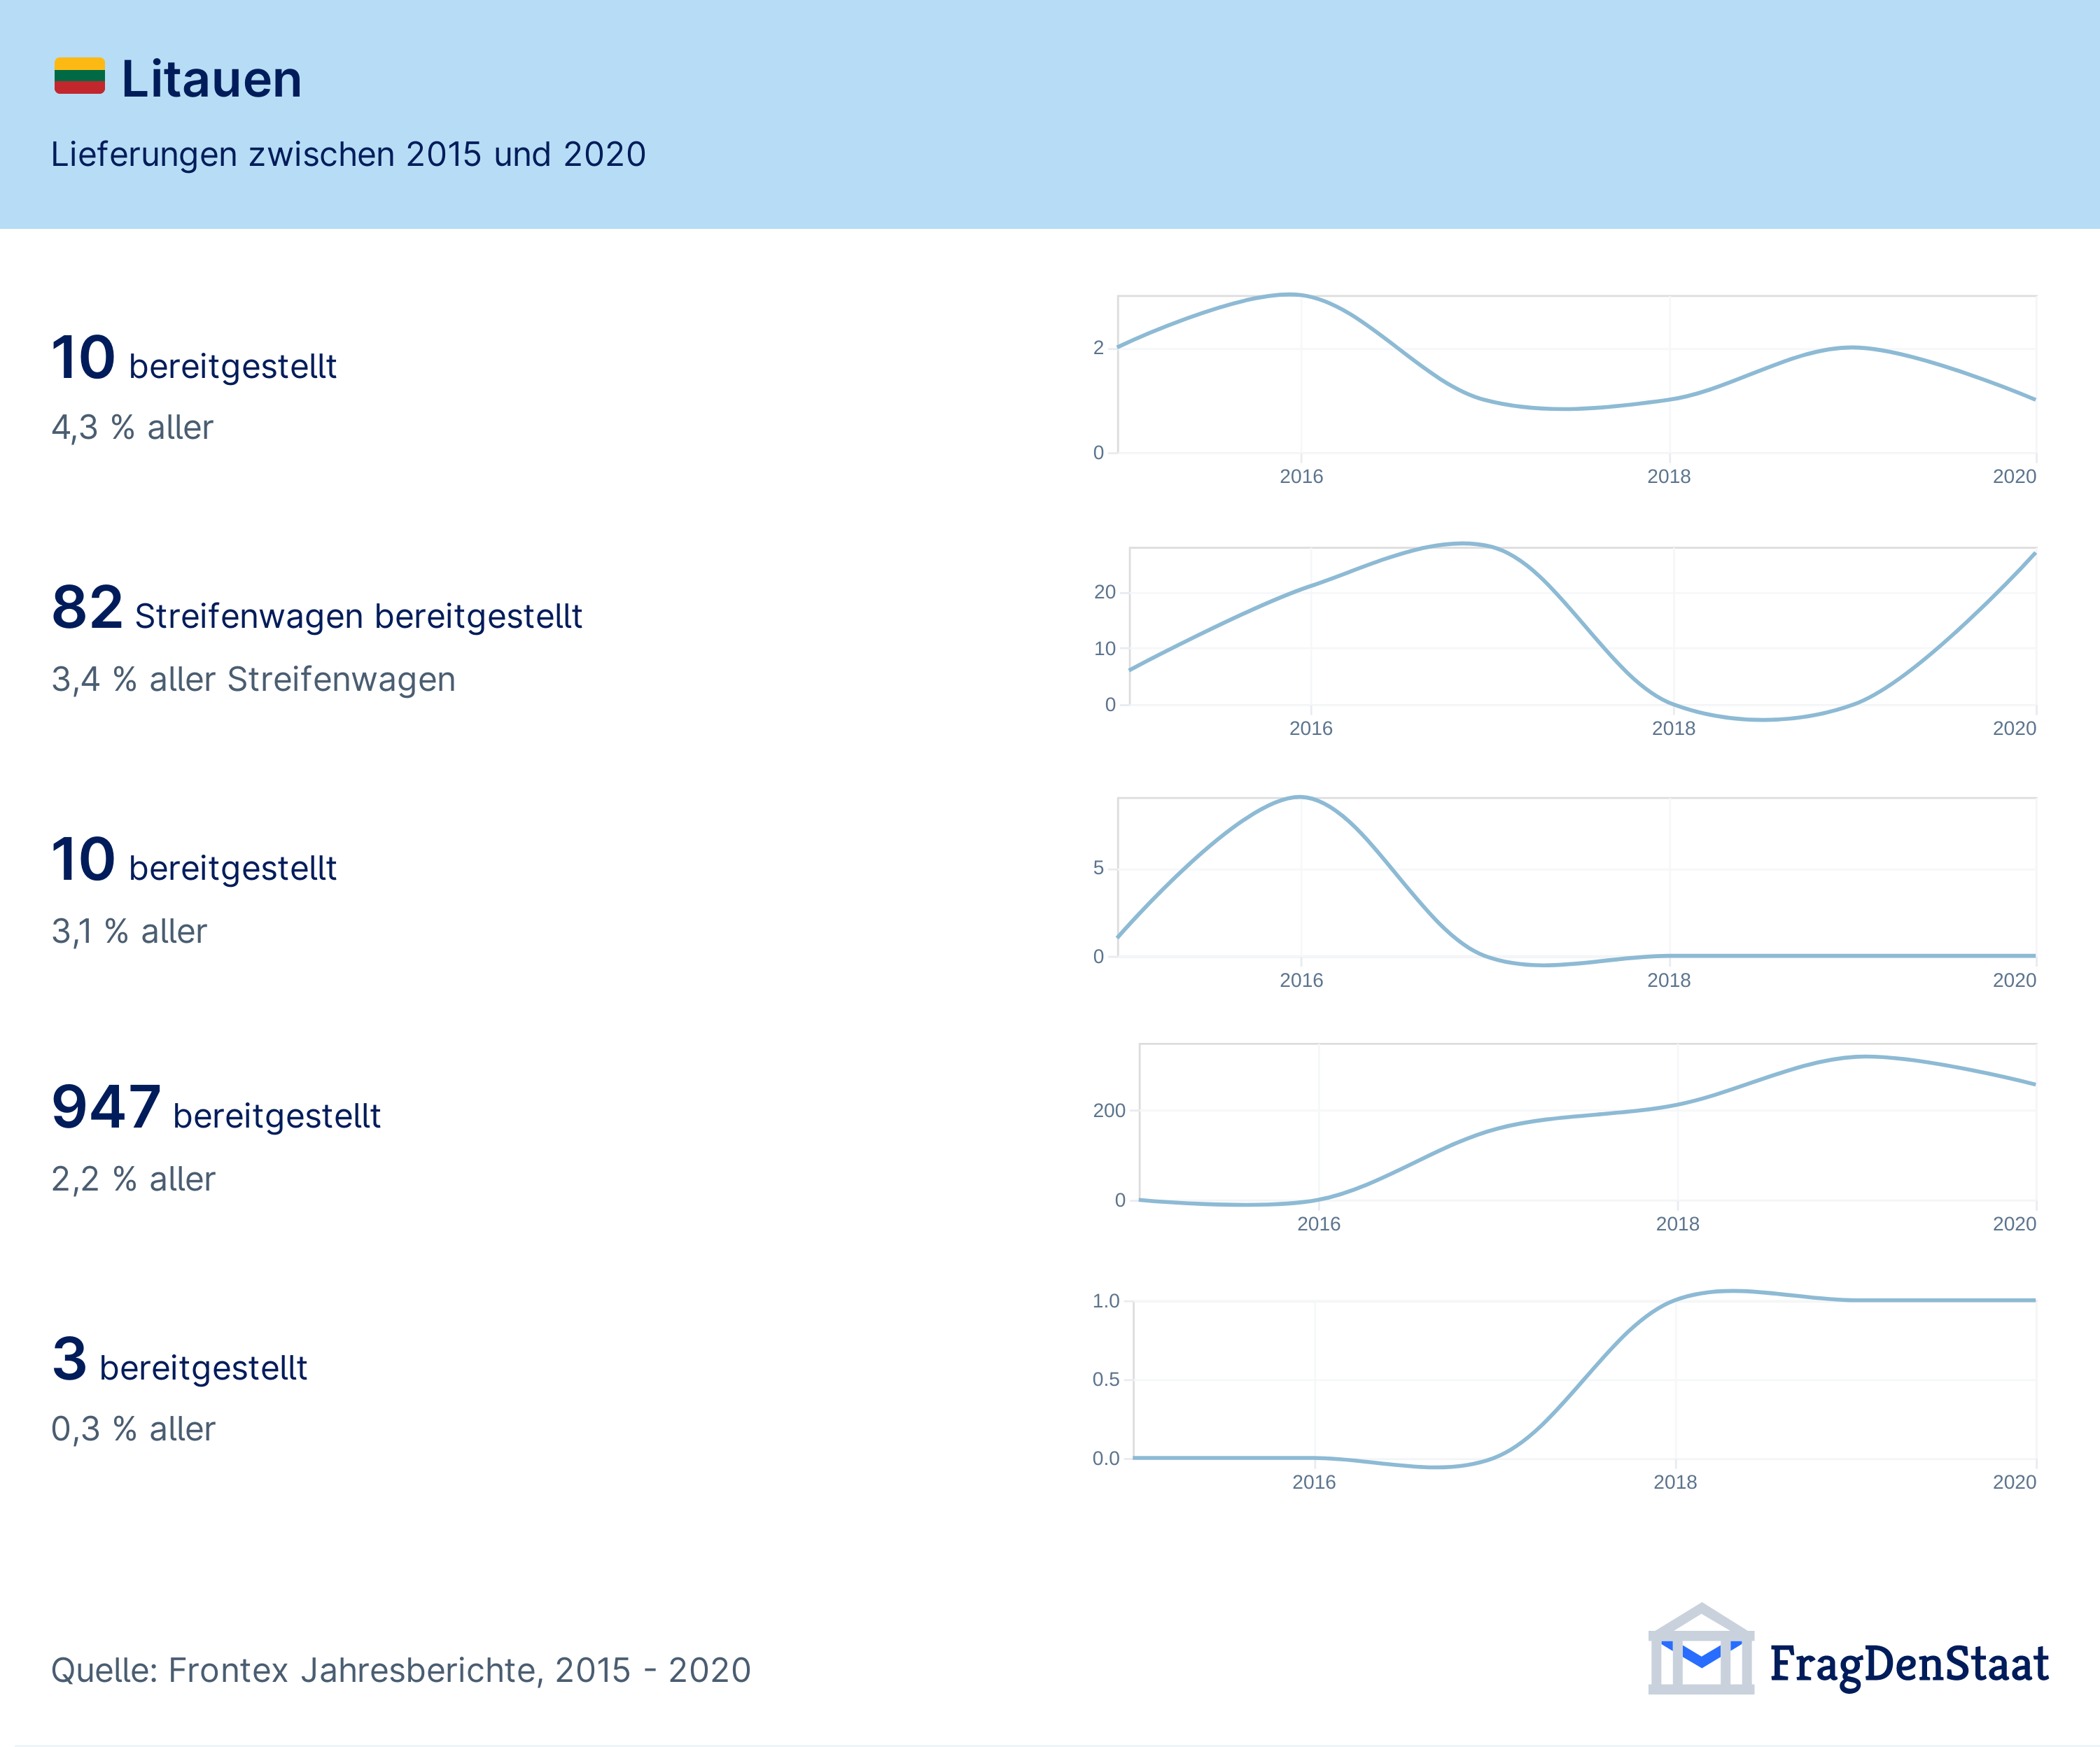 Litauen
Lieferungen zwischen 2015 und 2020
10 bereitgestellt
4,3 % aller
2
0
2016 2018 2020
82 Streifenwagen bereitgestellt
3,4 % aller Streifenwagen
20
10
0
2016 2018 2020
10 bereitgestellt
3,1 % aller
5
0
2016 2018 2020
947 bereitgestellt
2,2 % aller
200
0
2016 2018 2020
3 bereitgestellt
0,3 % aller
1.0
0.5
0.0
2016 2018 2020
Quelle: Frontex Jahresberichte, 2015 - 2020
FragDenStaat